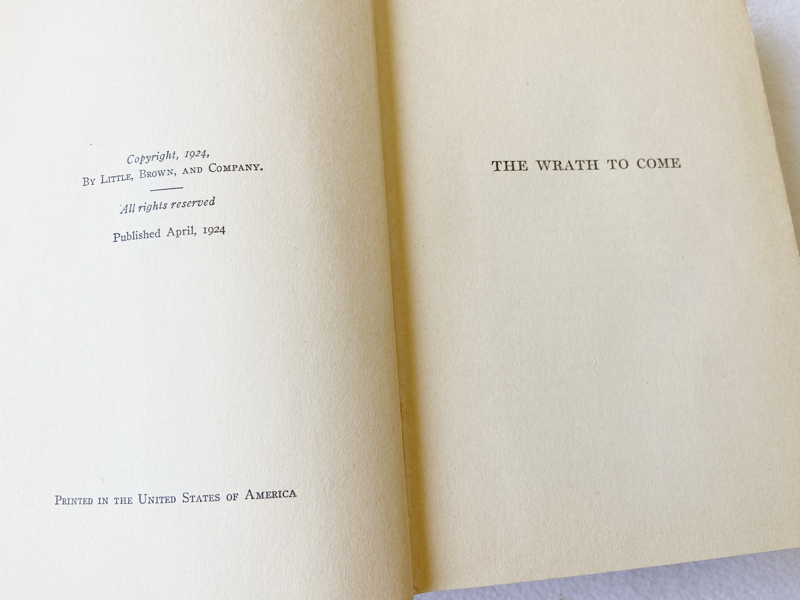 Copyright, 1924,
By Little, Brown, and Company.
All rights reserved
Published April, 1924
Printed in the United States of America
THE WRATH TO COME